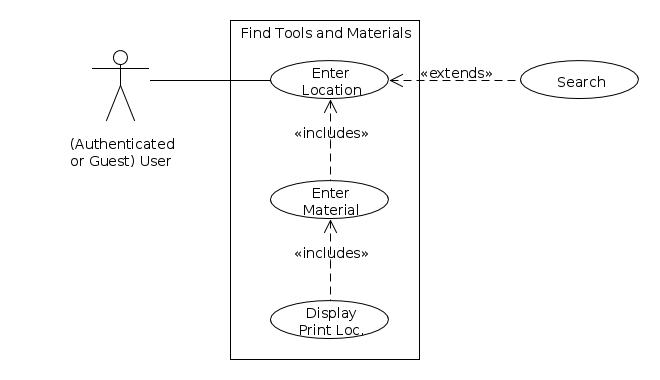 Find Tools and Materials
Enter
Location
«extends»
Search
«includes»
(Authenticated
or Guest) User
Enter
Material
«includes»
Display
Print Loc.